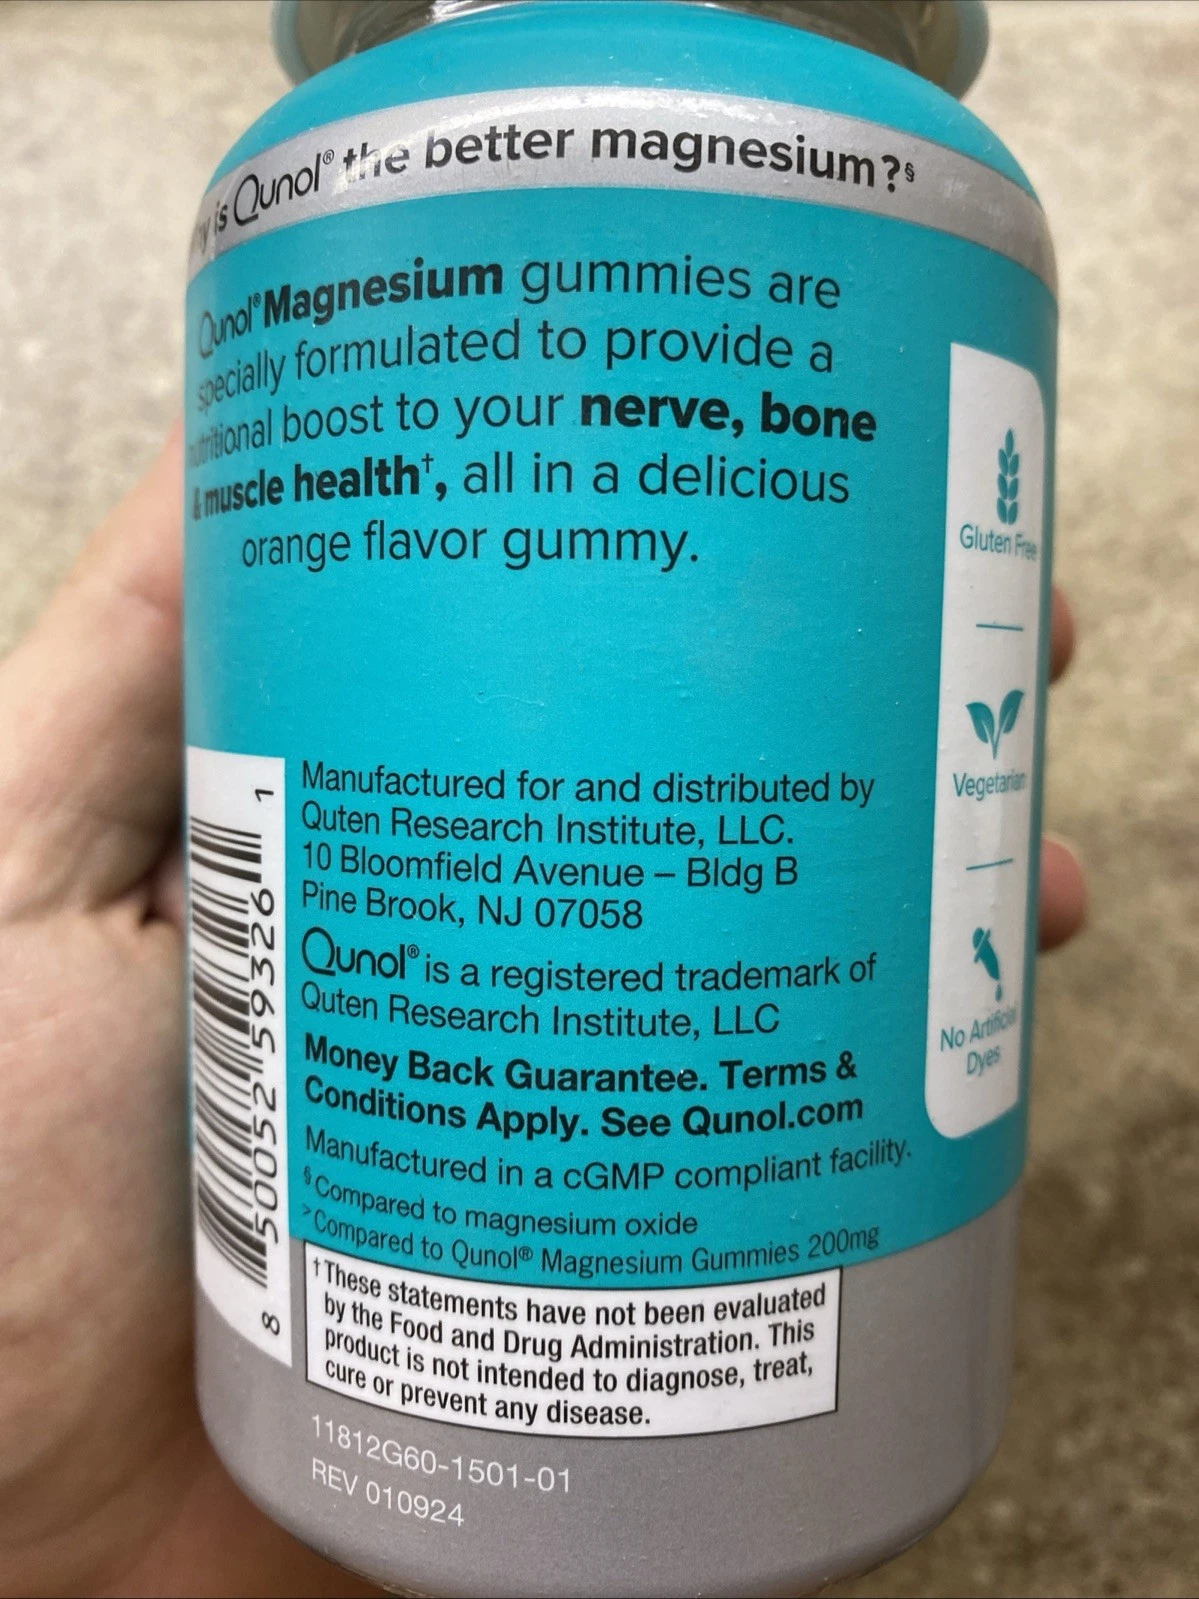 is Qunol® the better magnesium?§
Qunol® Magnesium gummies are
specially formulated to provide a
nutritional boost to your nerve, bone
& muscle health†, all in a delicious
orange flavor gummy.
Gluten Free
Vegetarian
No Artificial
Dyes
Manufactured for and distributed by
Quten Research Institute, LLC.
10 Bloomfield Avenue – Bldg B
Pine Brook, NJ 07058
Qunol® is a registered trademark of
Quten Research Institute, LLC
Money Back Guarantee. Terms &
Conditions Apply. See Qunol.com
Manufactured in a cGMP compliant facility.
§Compared to magnesium oxide
>Compared to Qunol® Magnesium Gummies 200mg
†These statements have not been evaluated
by the Food and Drug Administration. This
product is not intended to diagnose, treat,
cure or prevent any disease.
8 50052 59326 1
11812G60-1501-01
REV 010924